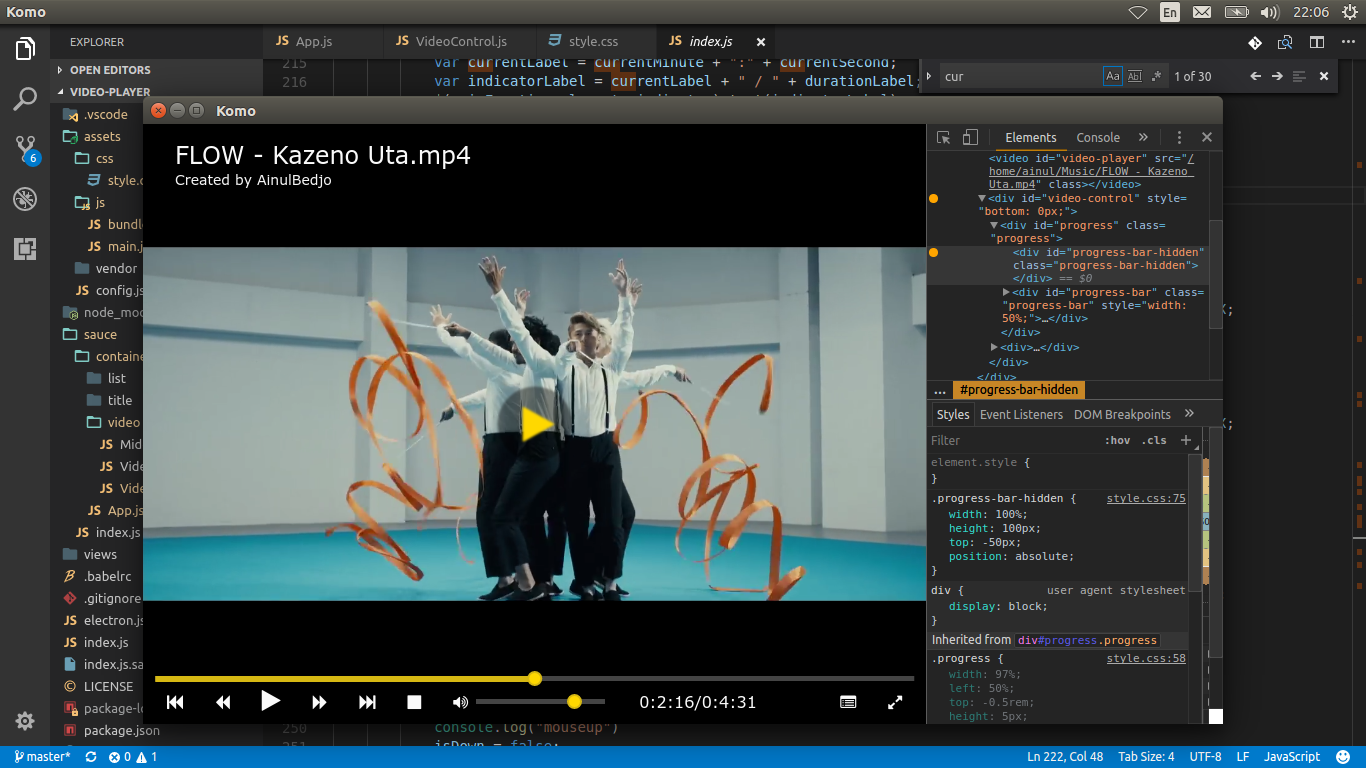 Komo
En
22:06
EXPLORER
JS App.js
JS VideoControl.js
style.css
JS index.js
OPEN EDITORS
215 var currentLabel = currentMinute + ":" + currentSecond;
216 var indicatorLabel = currentLabel + " / " + durationLabel;
cur
Aa Abl .* 1 of 30
VIDEO-PLAYER
.vscode
assets
css
style.c
js
JS bundl
JS main.j
vendor
JS config.j
node_mod
sauce
containe
list
title
video
JS Mid
JS Vide
JS Vide
JS App.js
JS index.js
views
.babelrc
.gitignore
JS electron.js
JS index.js
index.js.sa
LICENSE
package-lo
package.json
6
Komo
FLOW - Kazeno Uta.mp4
Created by AinulBedjo
0:2:16/0:4:31
Elements Console »
<video id="video-player" src="/
home/ainul/Music/FLOW - Kazeno
Uta.mp4" class></video>
<div id="video-control" style=
"bottom: 0px;">
<div id="progress" class=
"progress">
<div id="progress-bar-hidden"
class="progress-bar-hidden">
</div> == $0
<div id="progress-bar" class=
"progress-bar" style="width:
50%;">…</div>
</div>
<div>…</div>
</div>
</div>
... #progress-bar-hidden
Styles Event Listeners DOM Breakpoints »
Filter :hov .cls +
element.style {
}
.progress-bar-hidden { style.css:75
width: 100%;
height: 100px;
top: -50px;
position: absolute;
}
div { user agent stylesheet
display: block;
}
Inherited from div#progress.progress
.progress { style.css:58
width: 97%;
left: 50%;
top: -0.5rem;
height: 5px;
250 console.log("mouseup")
251 isDown = false;
master* 0 1
Ln 222, Col 48 Tab Size: 4 UTF-8 LF JavaScript